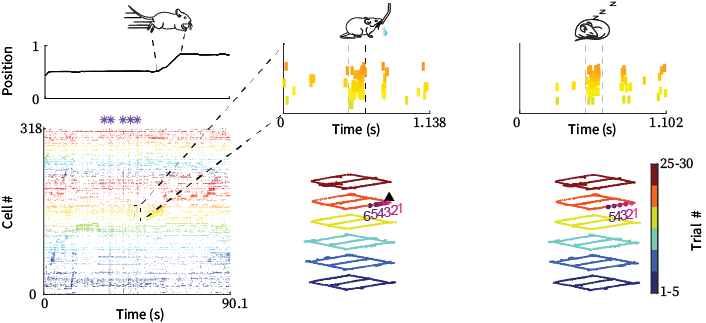 Position
1
0
**  ***
318
Cell #
0
0
90.1
Time (s)
0
1.138
Time (s)
z z z
0
1.102
Time (s)
654321
54321
25-30
1-5
Trial #